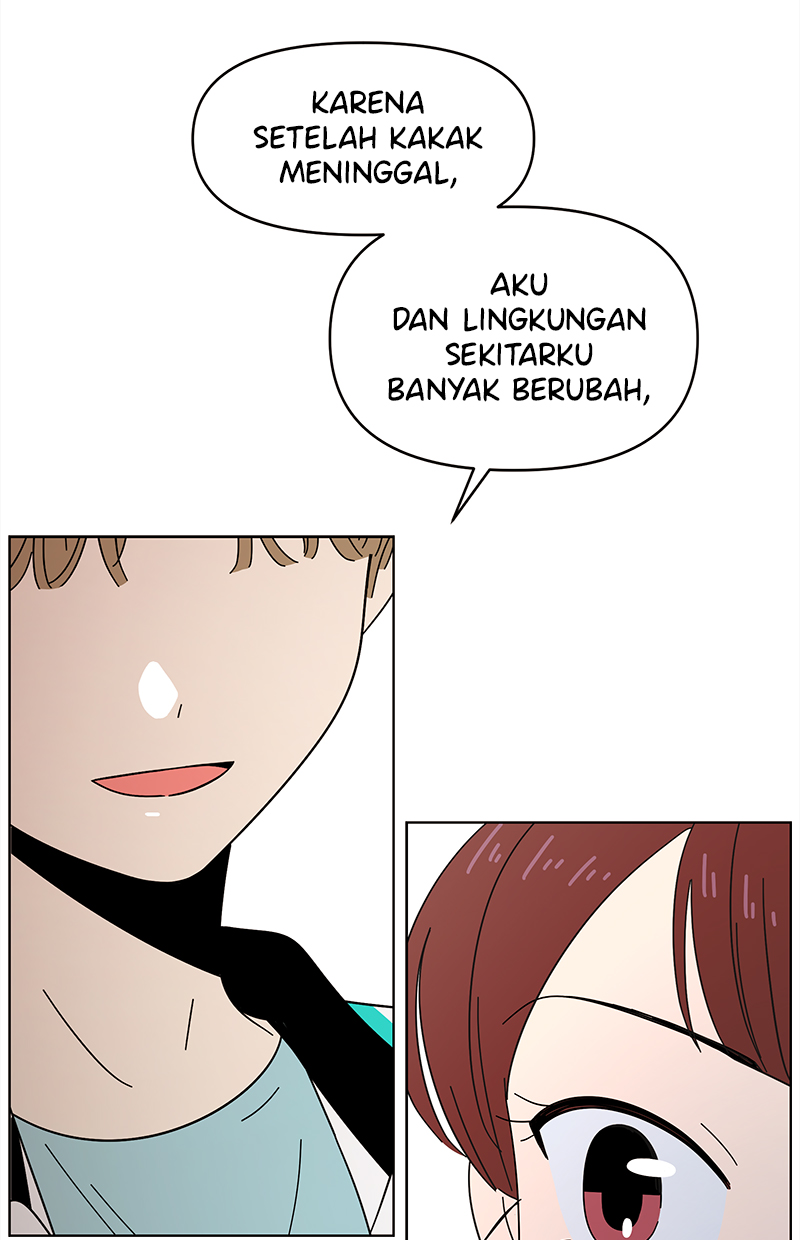 KARENA
SETELAH KAKAK
MENINGGAL,
AKU
DAN LINGKUNGAN
SEKITARKU
BANYAK BERUBAH,